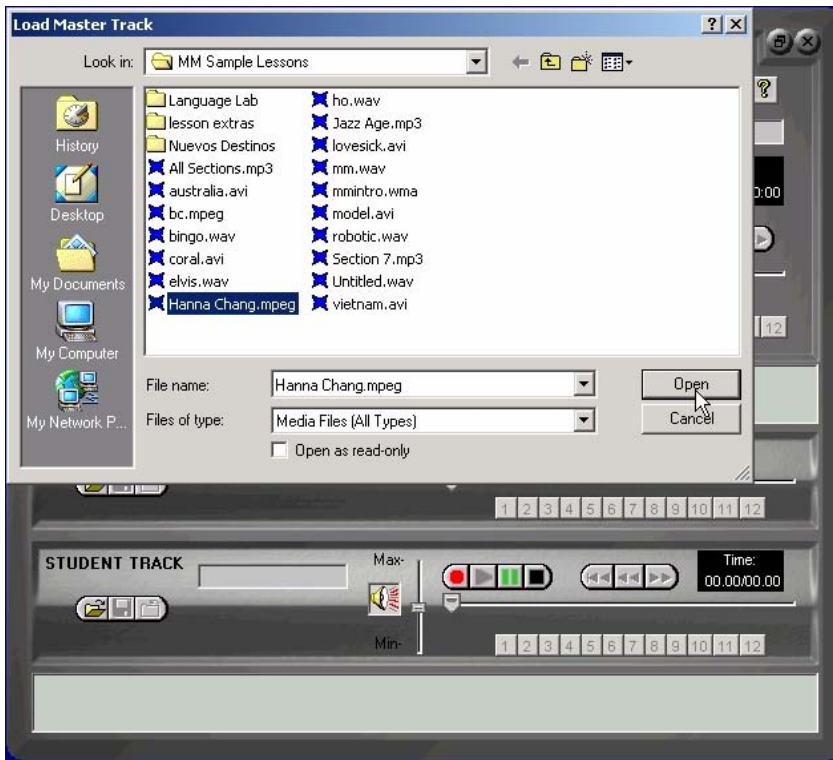 Load Master Track
Look in: MM Sample Lessons
History
Desktop
My Documents
My Computer
My Network P...
Language Lab
lesson extras
Nuevos Destinos
All Sections.mp3
australia.avi
bc.mpeg
bingo.wav
coral.avi
elvis.wav
Hanna Chang.mpeg
ho.wav
Jazz Age.mp3
lovesick.avi
mm.wav
mmintro.wma
model.avi
robotic.wav
Section 7.mp3
Untitled.wav
vietnam.avi
File name: Hanna Chang.mpeg Open
Files of type: Media Files (All Types) Cancel
Open as read-only
12
1 2 3 4 5 6 7 8 9 10 11 12
STUDENT TRACK Max- Time:
00.00/00.00
Min- 1 2 3 4 5 6 7 8 9 10 11 12